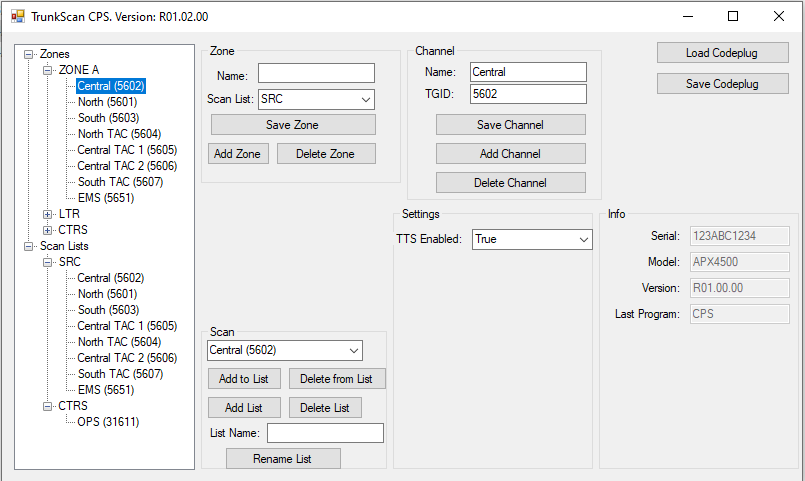 TrunkScan CPS. Version: R01.02.00
Zones
ZONE A
Central (5602)
North (5601)
South (5603)
North TAC (5604)
Central TAC 1 (5605)
Central TAC 2 (5606)
South TAC (5607)
EMS (5651)
LTR
CTRS
Scan Lists
SRC
Central (5602)
North (5601)
South (5603)
Central TAC 1 (5605)
North TAC (5604)
Central TAC 2 (5606)
South TAC (5607)
EMS (5651)
CTRS
OPS (31611)
Zone
Name:
Scan List: SRC
Save Zone
Add Zone Delete Zone
Channel
Name: Central
TGID: 5602
Save Channel
Add Channel
Delete Channel
Load Codeplug
Save Codeplug
Scan
Central (5602)
Add to List Delete from List
Add List Delete List
List Name:
Rename List
Settings
TTS Enabled: True
Info
Serial: 123ABC1234
Model: APX4500
Version: R01.00.00
Last Program: CPS